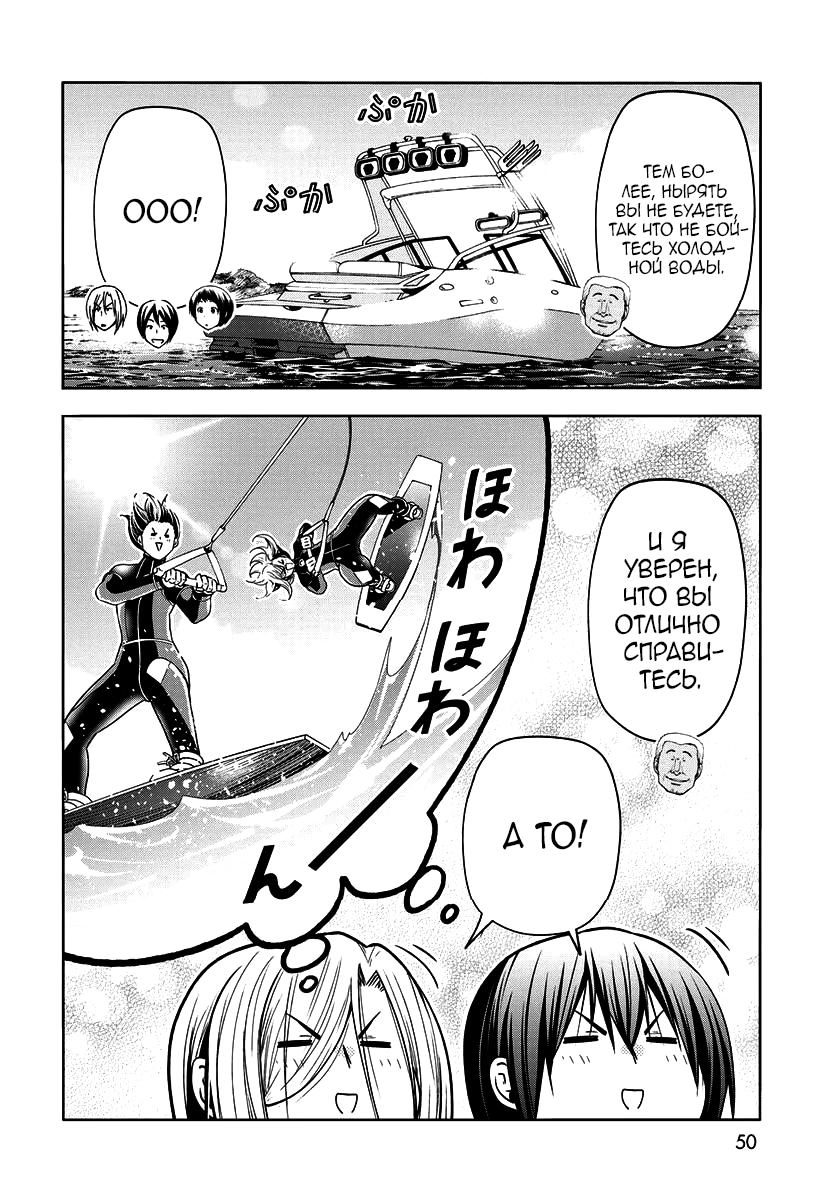 ТЕМ БО-
ЛЕЕ, НЫРЯТЬ
ВЫ НЕ БУДЕТЕ,
ТАК ЧТО НЕ БОЙ-
ТЕСЬ ХОЛОД-
НОЙ ВОДЫ.
ぷか
ぷか
ООО!
И Я
УВЕРЕН,
ЧТО ВЫ
ОТЛИЧНО
СПРАВИ-
ТЕСЬ.
ほわ
ほわー
ん
А ТО!
50